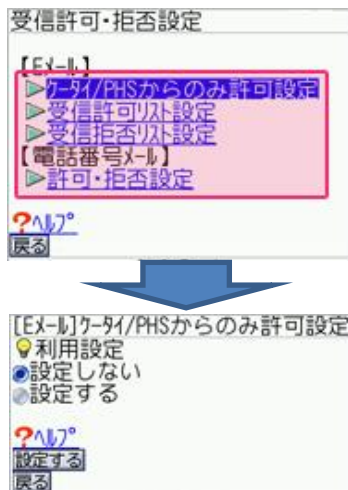 受信許可・拒否設定
【Eメール】
ケータイ/PHSからのみ許可設定
受信許可リスト設定
受信拒否リスト設定
【電話番号メール】
許可・拒否設定
?ヘルプ
戻る
[Eメール]ケータイ/PHSからのみ許可設定
利用設定
設定しない
設定する
?ヘルプ
設定する
戻る